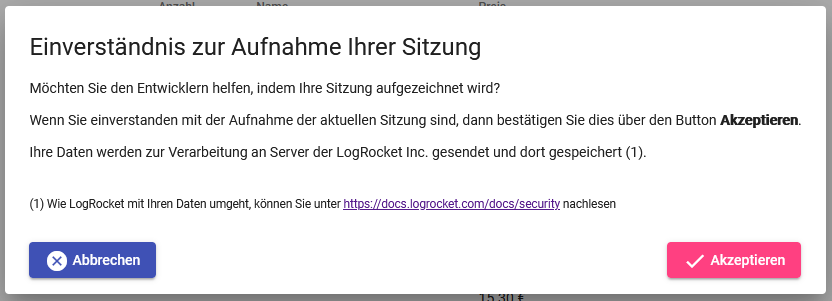 Anzahl Name Preis
Einverständnis zur Aufnahme Ihrer Sitzung
Möchten Sie den Entwicklern helfen, indem Ihre Sitzung aufgezeichnet wird?
Wenn Sie einverstanden mit der Aufnahme der aktuellen Sitzung sind, dann bestätigen Sie dies über den Button Akzeptieren.
Ihre Daten werden zur Verarbeitung an Server der LogRocket Inc. gesendet und dort gespeichert (1).
(1) Wie LogRocket mit Ihren Daten umgeht, können Sie unter https://docs.logrocket.com/docs/security nachlesen
Abbrechen Akzeptieren
15,30 €